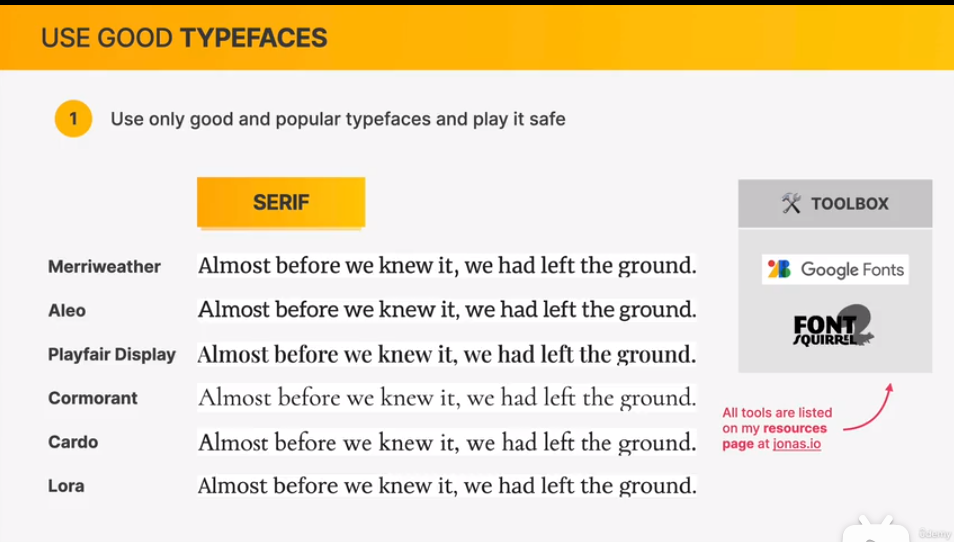 USE GOOD TYPEFACES
1 Use only good and popular typefaces and play it safe
SERIF
Merriweather Almost before we knew it, we had left the ground.
Aleo Almost before we knew it, we had left the ground.
Playfair Display Almost before we knew it, we had left the ground.
Cormorant Almost before we knew it, we had left the ground.
Cardo Almost before we knew it, we had left the ground.
Lora Almost before we knew it, we had left the ground.
TOOLBOX
Google Fonts
FONT
SQUIRREL
All tools are listed
on my resources
page at jonas.io
ûdemy